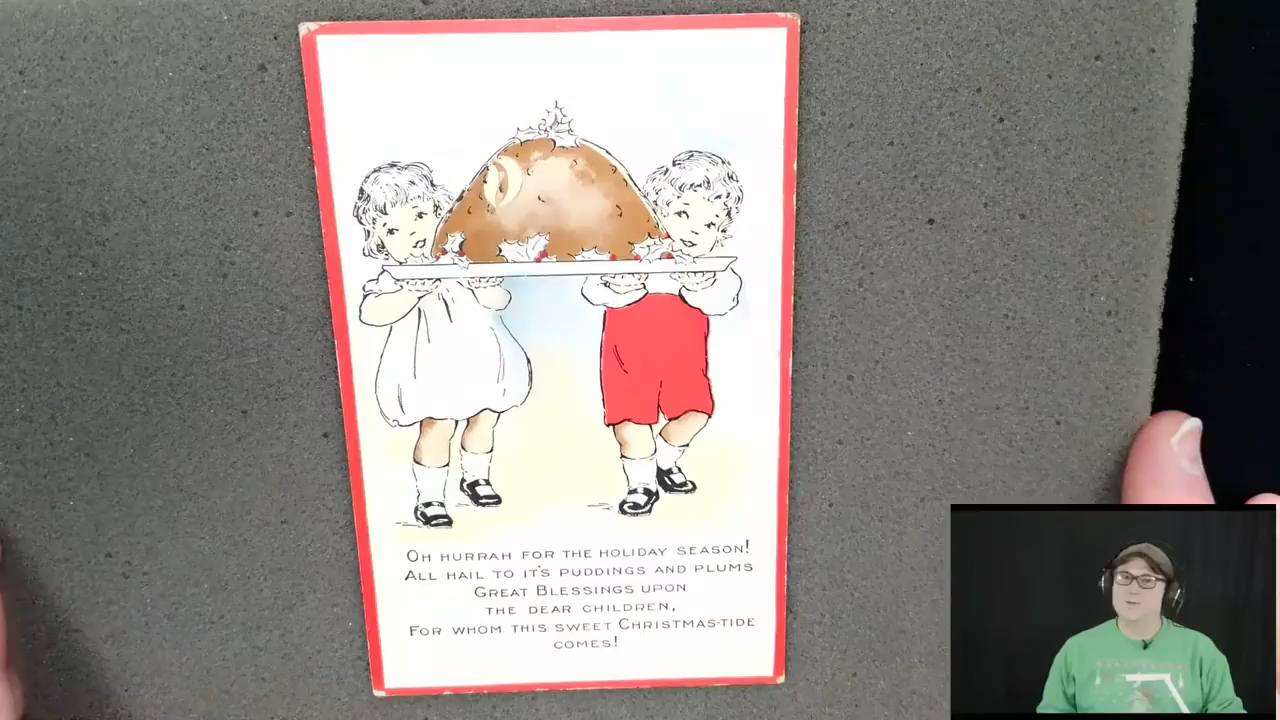 OH HURRAH FOR THE HOLIDAY SEASON!
ALL HAIL TO IT'S PUDDINGS AND PLUMS
GREAT BLESSINGS UPON
THE DEAR CHILDREN,
FOR WHOM THIS SWEET CHRISTMAS-TIDE
COMES!